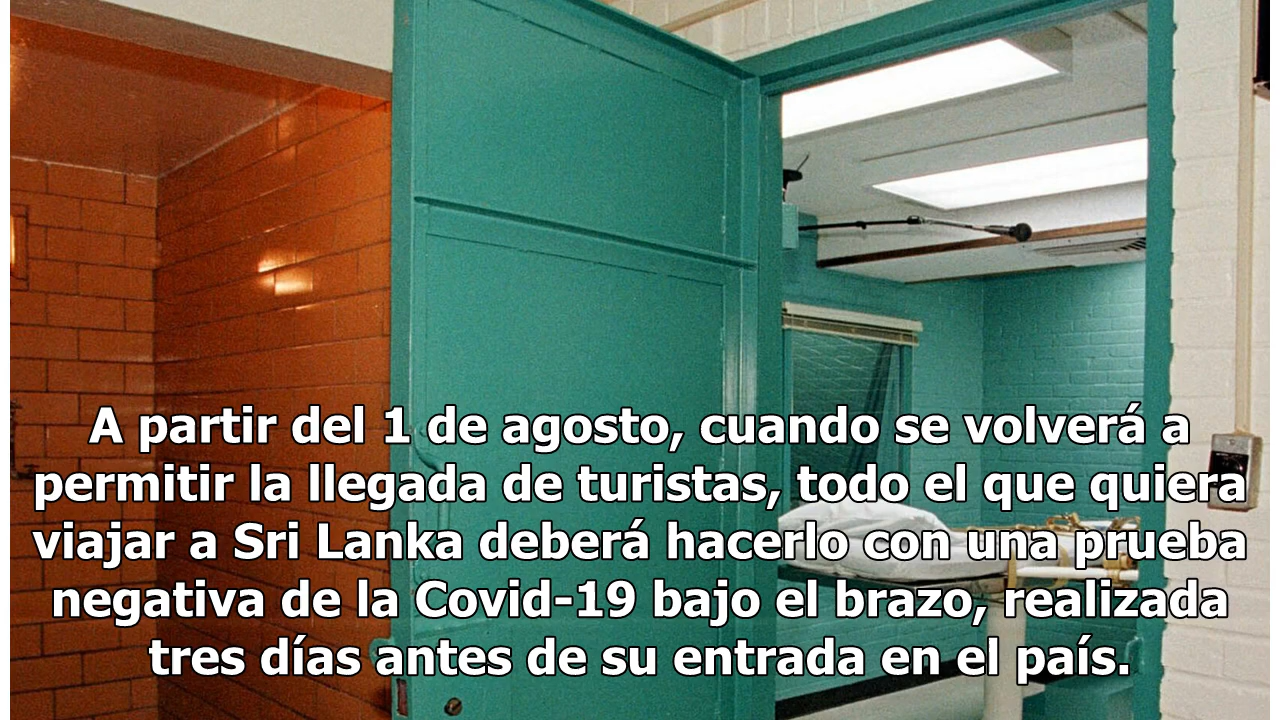 A partir del 1 de agosto, cuando se volverá a
permitir la llegada de turistas, todo el que quiera
viajar a Sri Lanka deberá hacerlo con una prueba
negativa de la Covid-19 bajo el brazo, realizada
tres días antes de su entrada en el país.